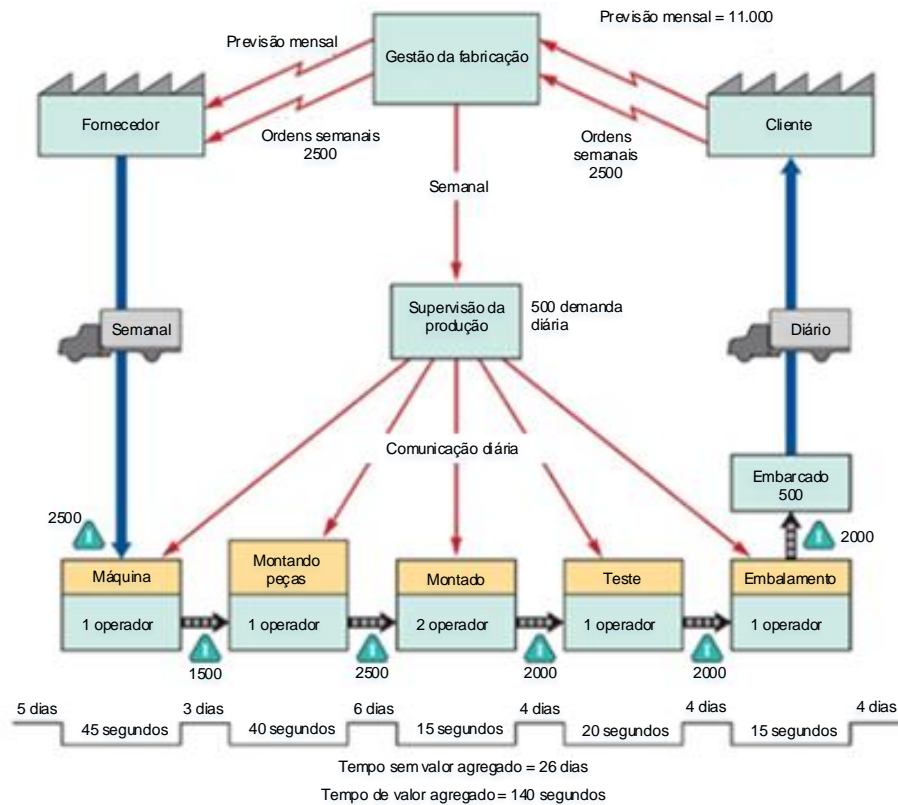 Previsão mensal = 11.000
Previsão mensal
Gestão da fabricação
Fornecedor
Cliente
Ordens semanais
2500
Ordens
semanais
2500
Semanal
Supervisão da
produção
500 demanda
diária
Semanal
Diário
Comunicação diária
Embarcado
500
2500
2000
Máquina
Montando
peças
Montado
Teste
Embalamento
1 operador
1 operador
2 operador
1 operador
1 operador
1500
2500
2000
2000
5 dias
3 dias
6 dias
4 dias
4 dias
4 dias
45 segundos
40 segundos
15 segundos
20 segundos
15 segundos
Tempo sem valor agregado = 26 dias
Tempo de valor agregado = 140 segundos